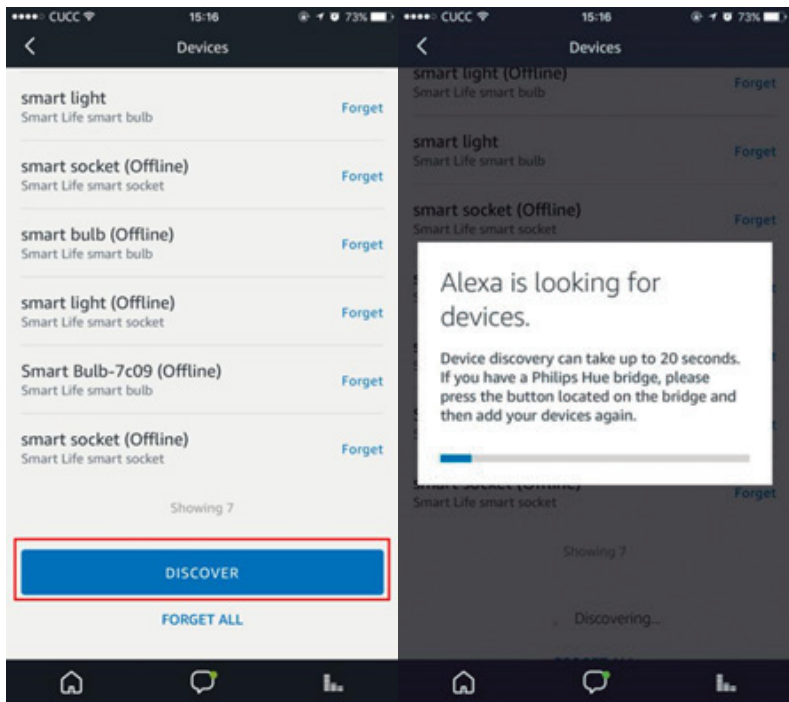 CUCC 15:16 73%
Devices
smart light
Smart Life smart bulb
Forget
smart socket (Offline)
Smart Life smart socket
Forget
smart bulb (Offline)
Smart Life smart bulb
Forget
smart light (Offline)
Smart Life smart socket
Forget
Smart Bulb-7c09 (Offline)
Smart Life smart bulb
Forget
smart socket (Offline)
Smart Life smart socket
Forget
Showing 7
DISCOVER
FORGET ALL
CUCC 15:16 73%
Devices
smart light (Offline)
Smart Life smart bulb
Forget
smart light
Smart Life smart bulb
Forget
smart socket (Offline)
Smart Life smart socket
Forget
Alexa is looking for
devices.
Device discovery can take up to 20 seconds.
If you have a Philips Hue bridge, please
press the button located on the bridge and
then add your devices again.
smart socket (Offline)
Smart Life smart socket
Forget
Showing 7
Discovering...